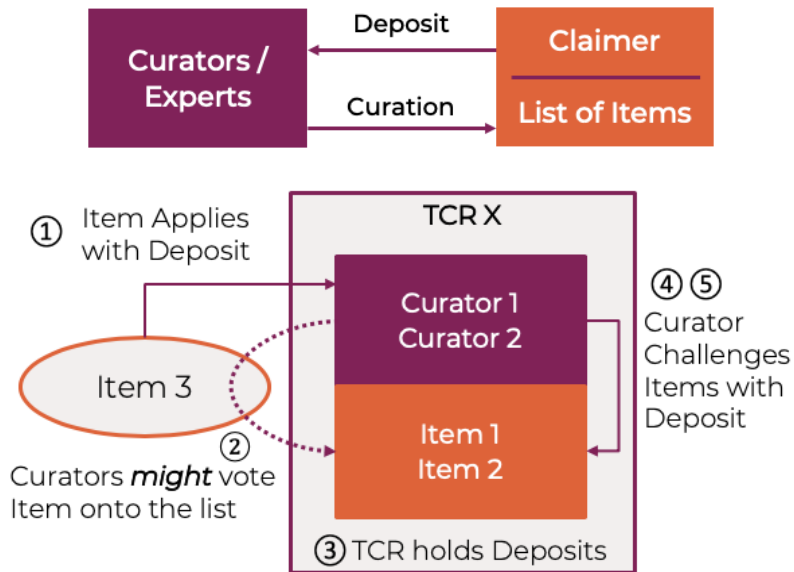 Deposit
Curators /
Experts
Claimer
List of Items
Curation
① Item Applies
with Deposit
TCR X
Curator 1
Curator 2
④ ⑤
Curator
Challenges
Items with
Deposit
Item 3
Item 1
Item 2
②
Curators might vote
Item onto the list
③ TCR holds Deposits